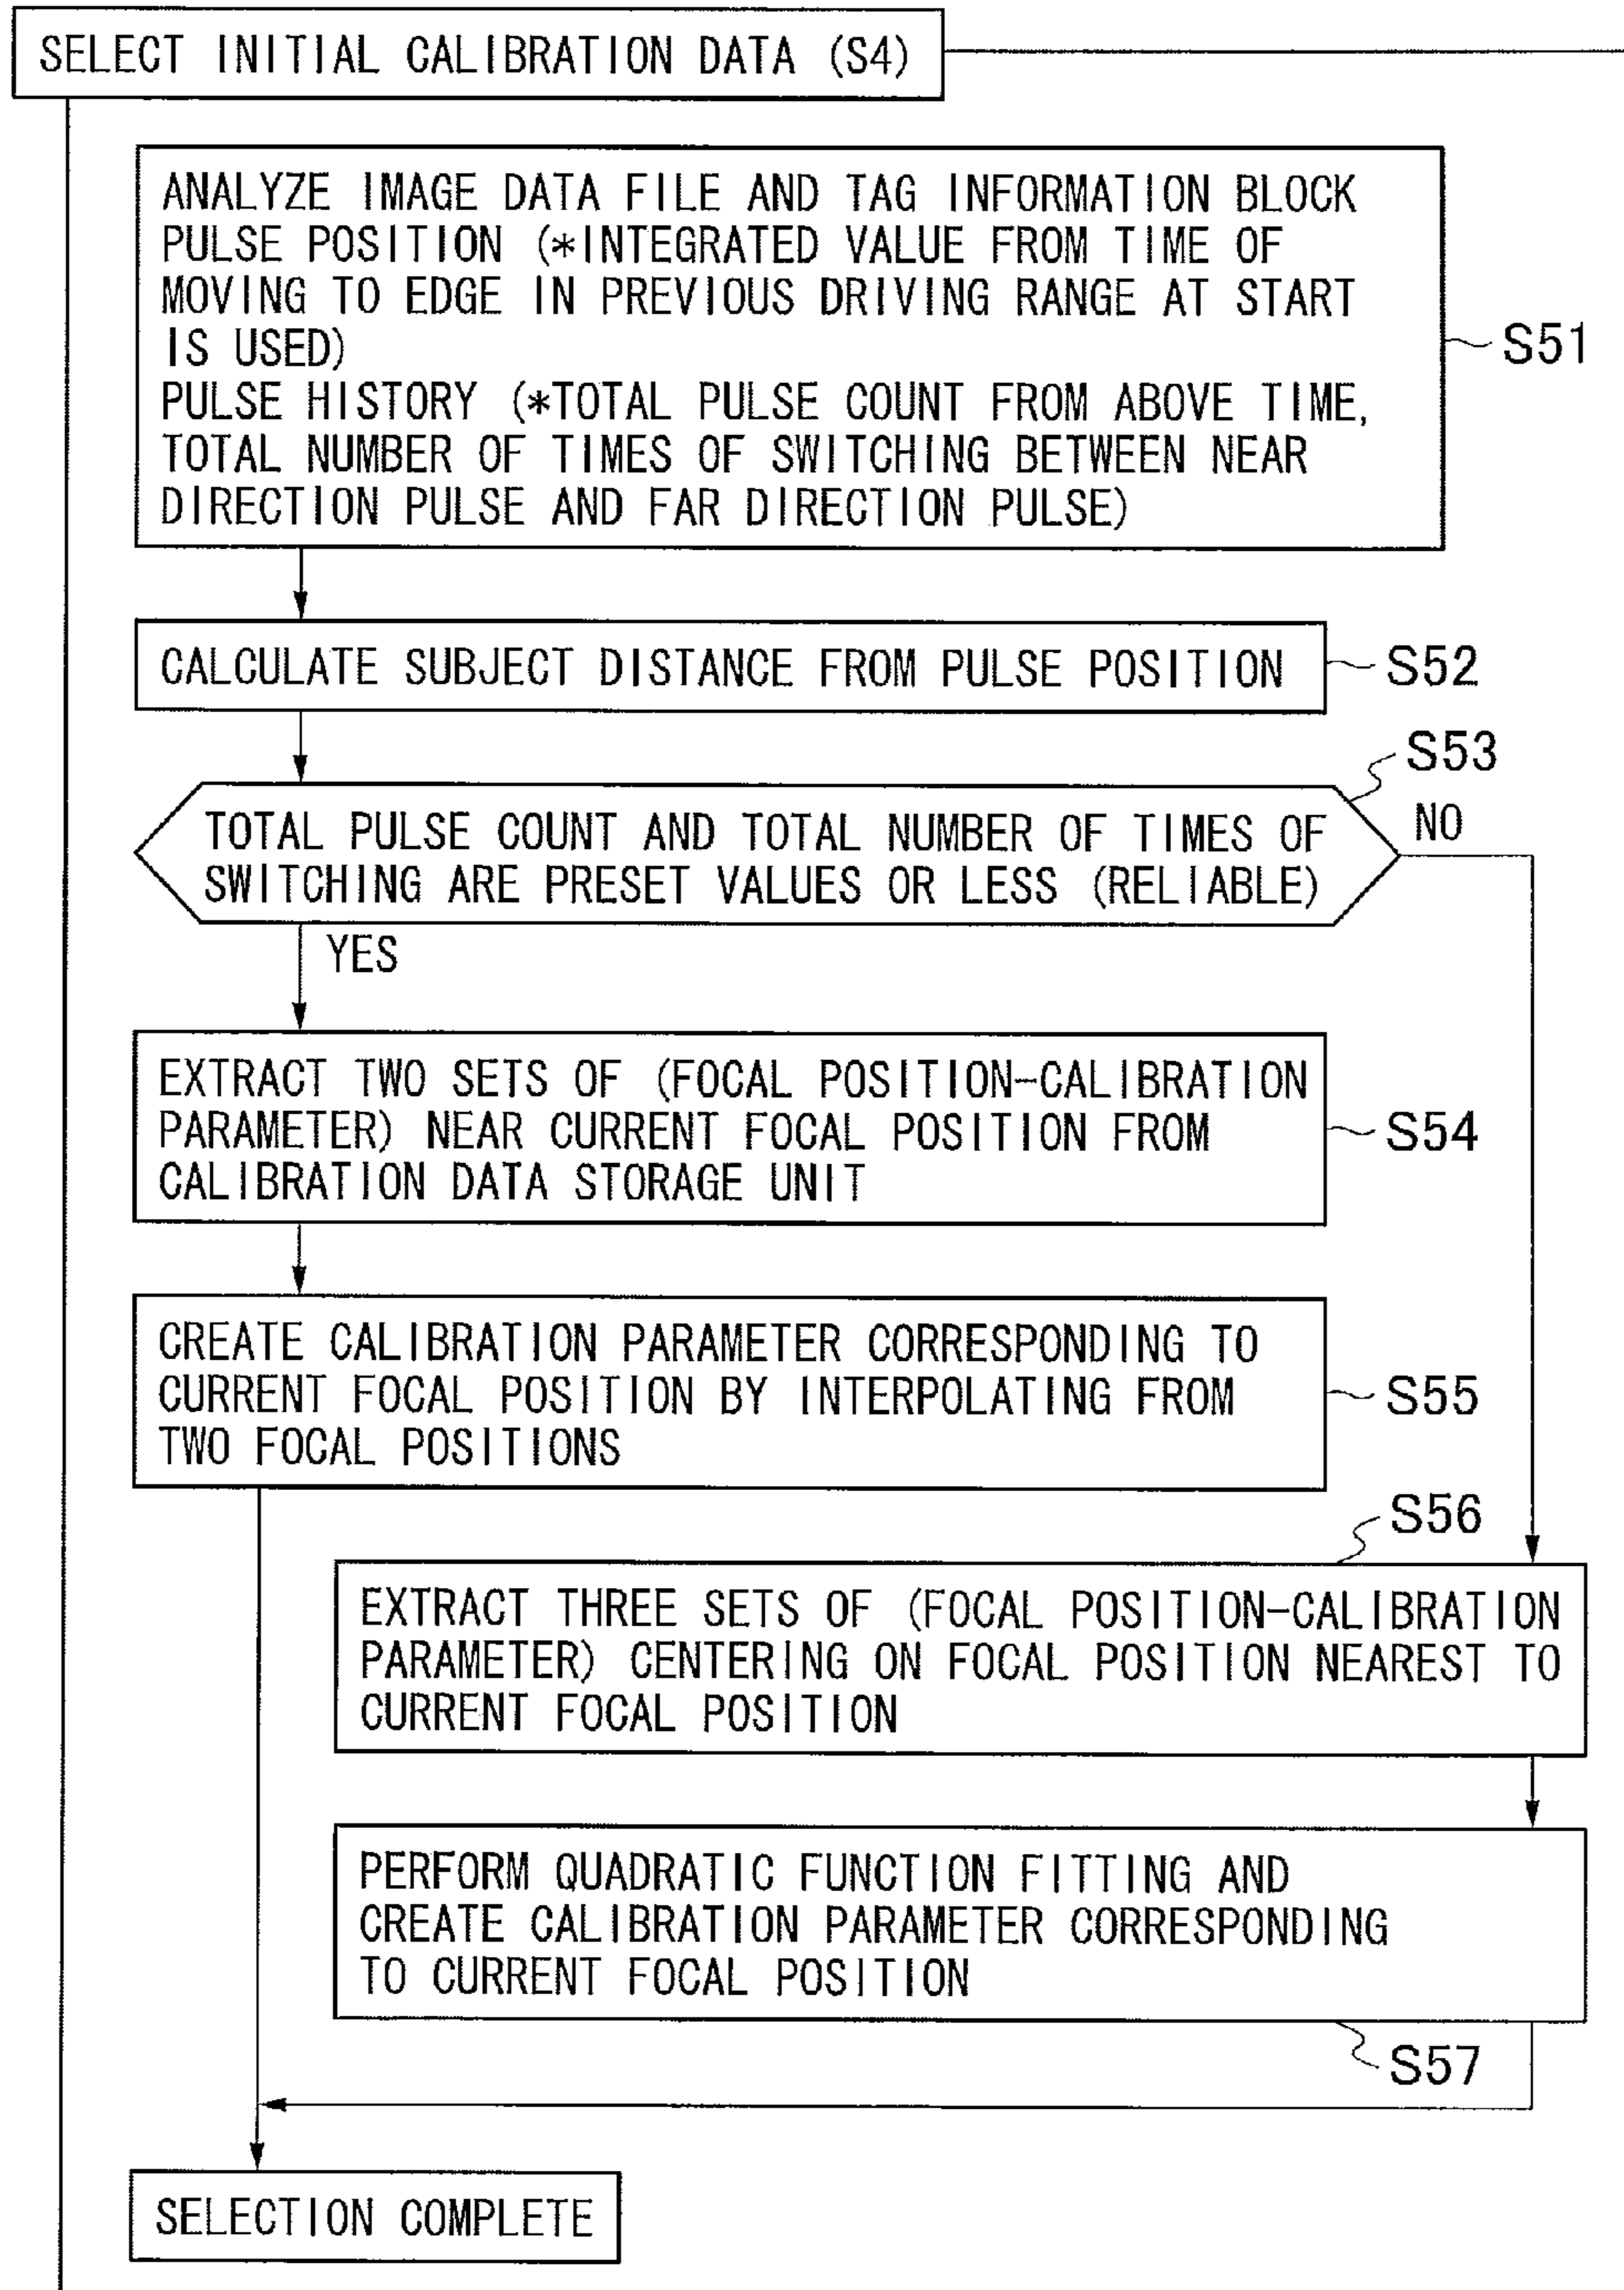 SELECT INITIAL CALIBRATION DATA (S4)
ANALYZE IMAGE DATA FILE AND TAG INFORMATION BLOCK
PULSE POSITION (*INTEGRATED VALUE FROM TIME OF
MOVING TO EDGE IN PREVIOUS DRIVING RANGE AT START
IS USED)
PULSE HISTORY (*TOTAL PULSE COUNT FROM ABOVE TIME,
TOTAL NUMBER OF TIMES OF SWITCHING BETWEEN NEAR
DIRECTION PULSE AND FAR DIRECTION PULSE)
S51
CALCULATE SUBJECT DISTANCE FROM PULSE POSITION
S52
S53
TOTAL PULSE COUNT AND TOTAL NUMBER OF TIMES OF
SWITCHING ARE PRESET VALUES OR LESS (RELIABLE)
NO
YES
EXTRACT TWO SETS OF (FOCAL POSITION-CALIBRATION
PARAMETER) NEAR CURRENT FOCAL POSITION FROM
CALIBRATION DATA STORAGE UNIT
S54
CREATE CALIBRATION PARAMETER CORRESPONDING TO
CURRENT FOCAL POSITION BY INTERPOLATING FROM
TWO FOCAL POSITIONS
S55
S56
EXTRACT THREE SETS OF (FOCAL POSITION-CALIBRATION
PARAMETER) CENTERING ON FOCAL POSITION NEAREST TO
CURRENT FOCAL POSITION
PERFORM QUADRATIC FUNCTION FITTING AND
CREATE CALIBRATION PARAMETER CORRESPONDING
TO CURRENT FOCAL POSITION
S57
SELECTION COMPLETE